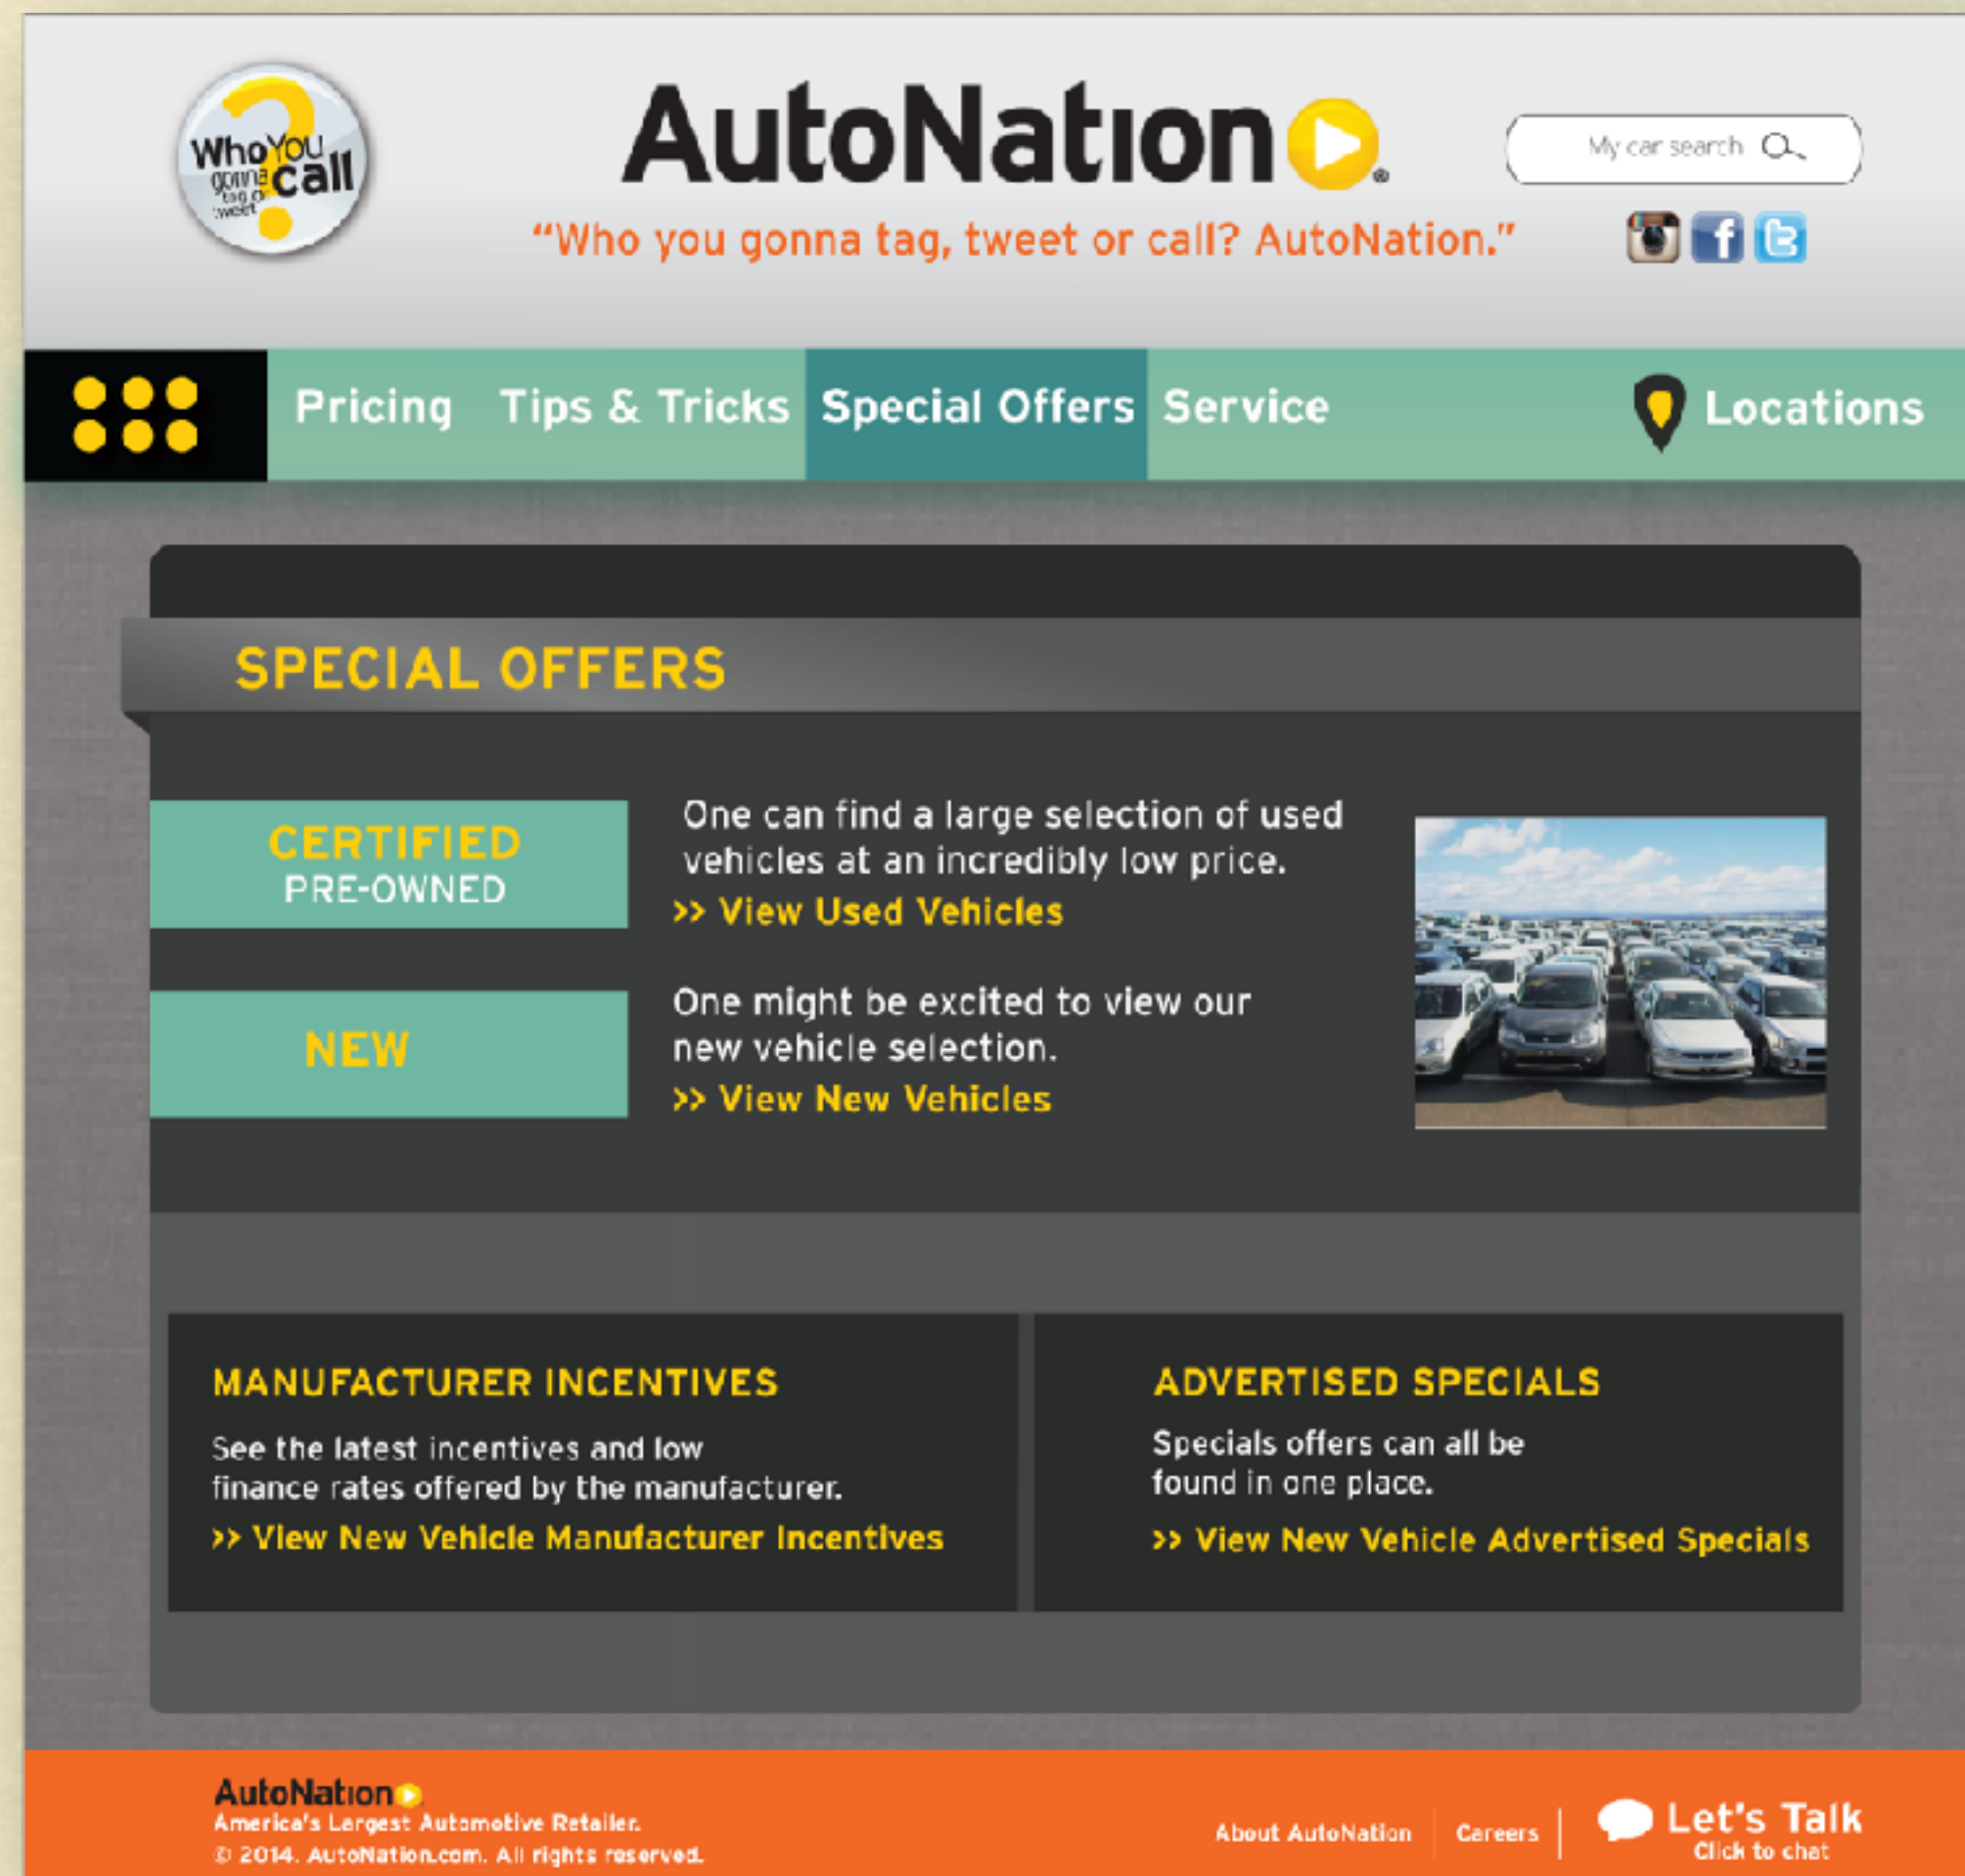 Who You
gonna call
tag or
tweet
AutoNation
®
My car search
"Who you gonna tag, tweet or call? AutoNation."
Pricing Tips & Tricks Special Offers Service Locations
SPECIAL OFFERS
CERTIFIED
PRE-OWNED
One can find a large selection of used
vehicles at an incredibly low price.
>> View Used Vehicles
NEW
One might be excited to view our
new vehicle selection.
>> View New Vehicles
MANUFACTURER INCENTIVES
See the latest incentives and low
finance rates offered by the manufacturer.
>> View New Vehicle Manufacturer Incentives
ADVERTISED SPECIALS
Specials offers can all be
found in one place.
>> View New Vehicle Advertised Specials
AutoNation
America's Largest Automotive Retailer.
© 2014. AutoNation.com. All rights reserved.
About AutoNation
Careers
Let's Talk
Click to chat